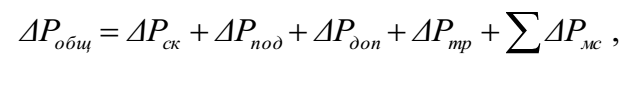 ΔP_общ = ΔP_ск + ΔP_под + ΔP_доп + ΔP_тр + ∑ ΔP_мс ,